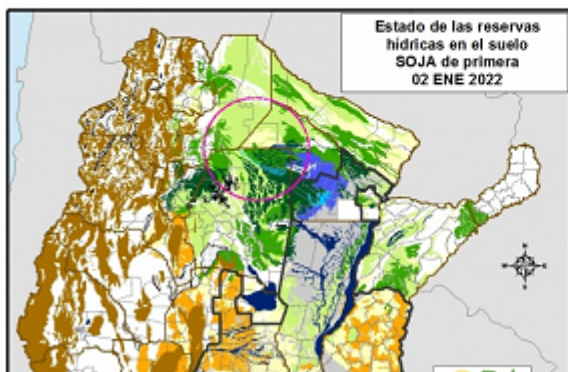 Estado de las reservas
hídricas en el suelo
SOJA de primera
02 ENE 2022